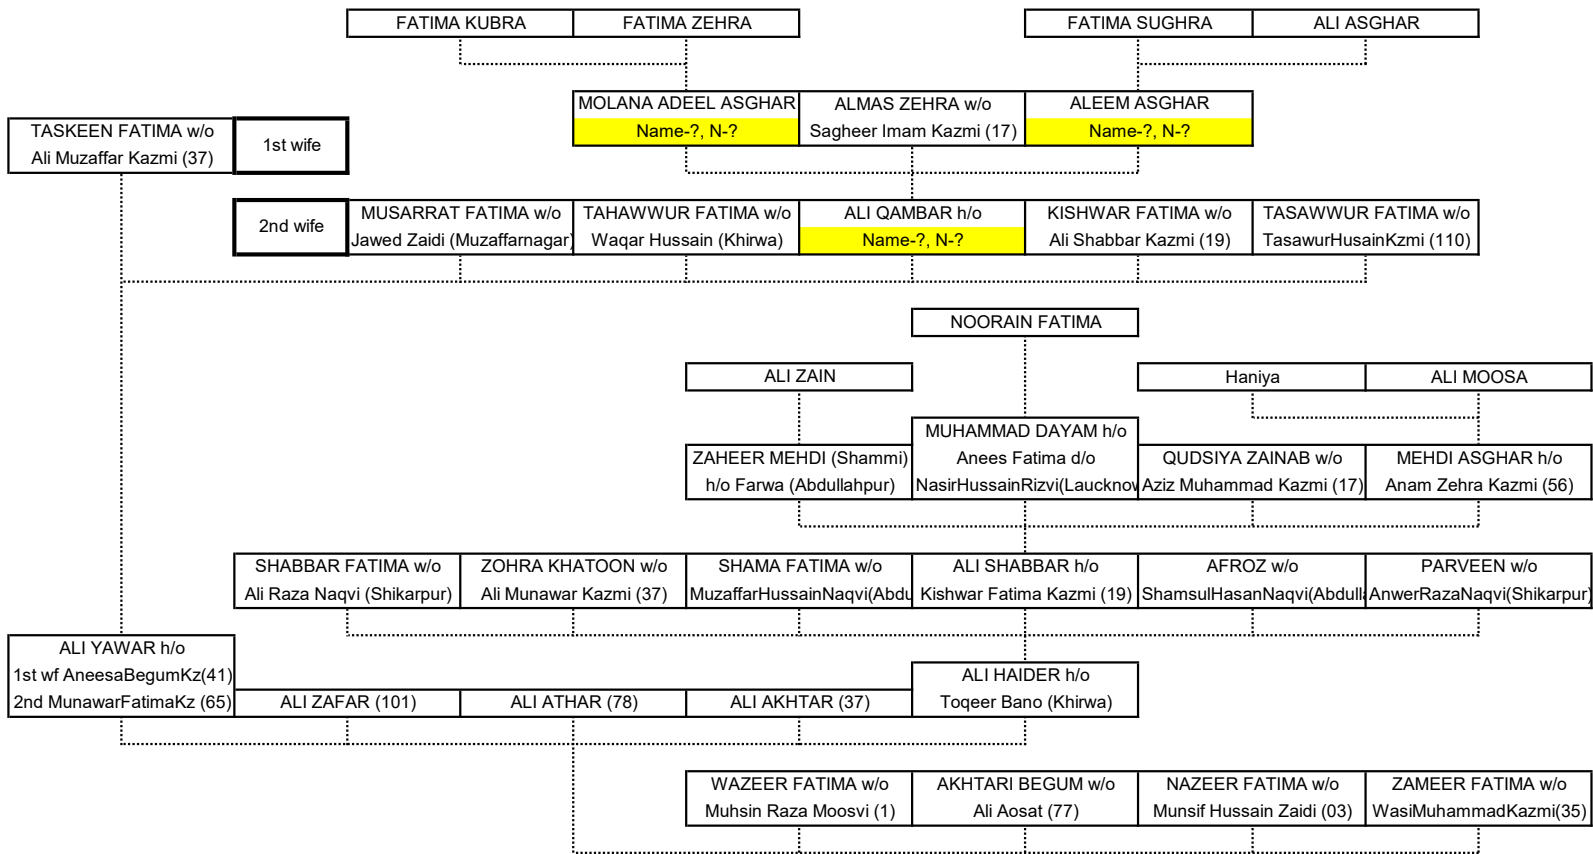 FATIMA KUBRA
FATIMA ZEHRA
FATIMA SUGHRA
ALI ASGHAR
MOLANA ADEEL ASGHAR
Name-?, N-?
ALMAS ZEHRA w/o
Sagheer Imam Kazmi (17)
ALEEM ASGHAR
Name-?, N-?
TASKEEN FATIMA w/o
Ali Muzaffar Kazmi (37)
1st wife
2nd wife
MUSARRAT FATIMA w/o
Jawed Zaidi (Muzaffarnagar)
TAHAWWUR FATIMA w/o
Waqar Hussain (Khirwa)
ALI QAMBAR h/o
Name-?, N-?
KISHWAR FATIMA w/o
Ali Shabbar Kazmi (19)
TASAWWUR FATIMA w/o
TasawurHusainKzmi (110)
NOORAIN FATIMA
ALI ZAIN
Haniya
ALI MOOSA
ZAHEER MEHDI (Shammi)
h/o Farwa (Abdullahpur)
MUHAMMAD DAYAM h/o
Anees Fatima d/o
NasirHussainRizvi(Laucknow
QUDSIYA ZAINAB w/o
Aziz Muhammad Kazmi (17)
MEHDI ASGHAR h/o
Anam Zehra Kazmi (56)
SHABBAR FATIMA w/o
Ali Raza Naqvi (Shikarpur)
ZOHRA KHATOON w/o
Ali Munawar Kazmi (37)
SHAMA FATIMA w/o
MuzaffarHussainNaqvi(Abdu
ALI SHABBAR h/o
Kishwar Fatima Kazmi (19)
AFROZ w/o
ShamsulHasanNaqvi(Abdull
PARVEEN w/o
AnwerRazaNaqvi(Shikarpur)
ALI YAWAR h/o
1st wf AneesaBegumKz(41)
2nd MunawarFatimaKz (65)
ALI ZAFAR (101)
ALI ATHAR (78)
ALI AKHTAR (37)
ALI HAIDER h/o
Toqeer Bano (Khirwa)
WAZEER FATIMA w/o
Muhsin Raza Moosvi (1)
AKHTARI BEGUM w/o
Ali Aosat (77)
NAZEER FATIMA w/o
Munsif Hussain Zaidi (03)
ZAMEER FATIMA w/o
WasiMuhammadKazmi(35)